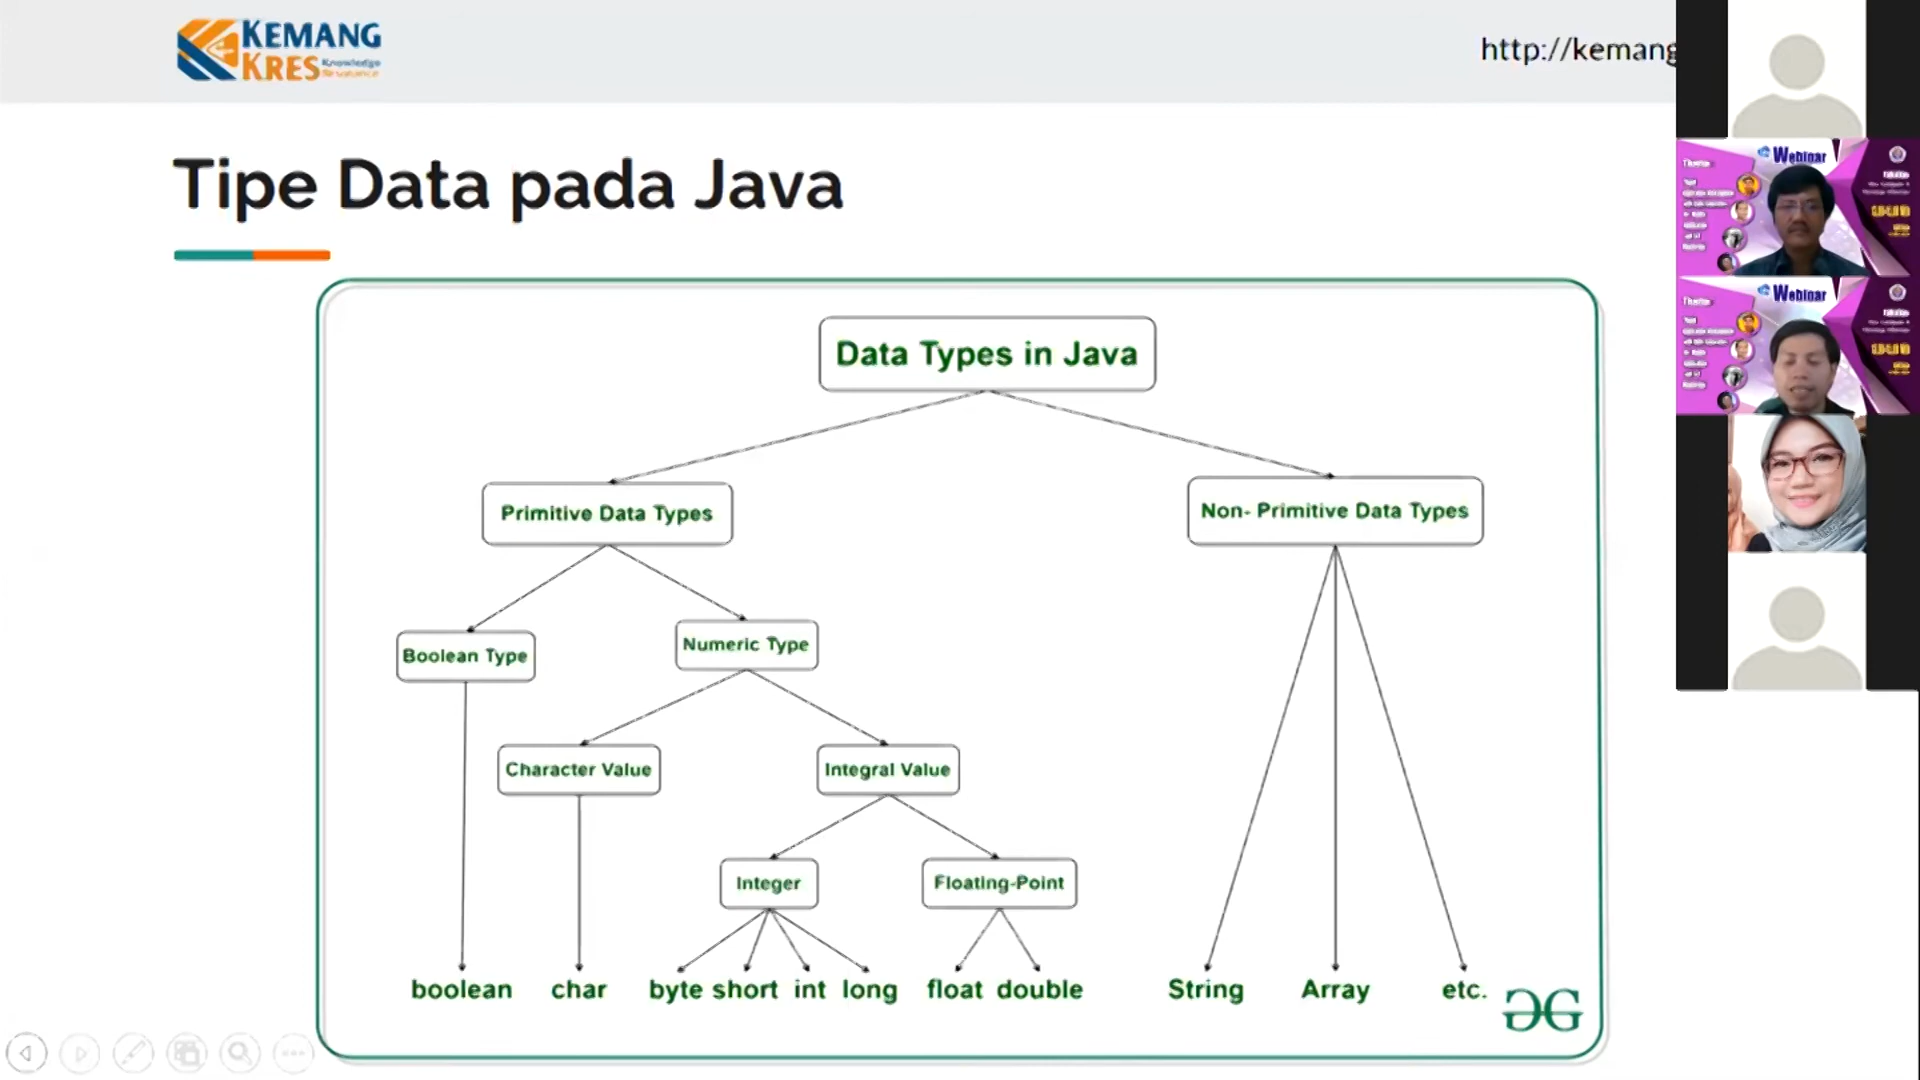 KEMANG
KRES Knowledge
http://kemang
Tipe Data pada Java
Data Types in Java
Primitive Data Types
Non- Primitive Data Types
Boolean Type
Numeric Type
Character Value
Integral Value
Integer
Floating-Point
boolean char byte short int long float double String Array etc.
Webinar
Webinar